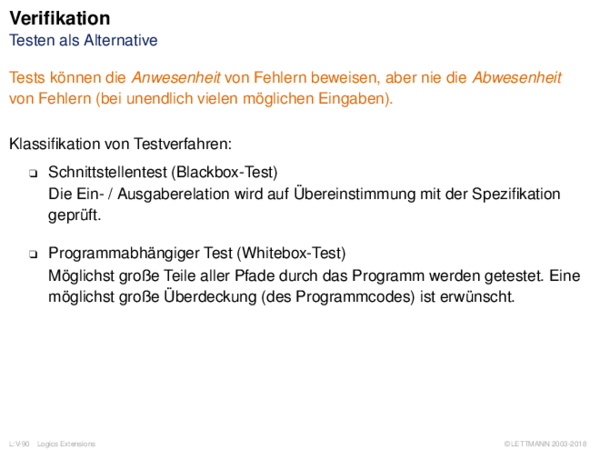 Verifikation
Testen als Alternative
Tests können die Anwesenheit von Fehlern beweisen, aber nie die Abwesenheit
von Fehlern (bei unendlich vielen möglichen Eingaben).
Klassifikation von Testverfahren:
❑ Schnittstellentest (Blackbox-Test)
Die Ein- / Ausgaberelation wird auf Übereinstimmung mit der Spezifikation
geprüft.
❑ Programmabhängiger Test (Whitebox-Test)
Möglichst große Teile aller Pfade durch das Programm werden getestet. Eine
möglichst große Überdeckung (des Programmcodes) ist erwünscht.
L:V-90 Logics Extensions ©LETTMANN 2003-2018